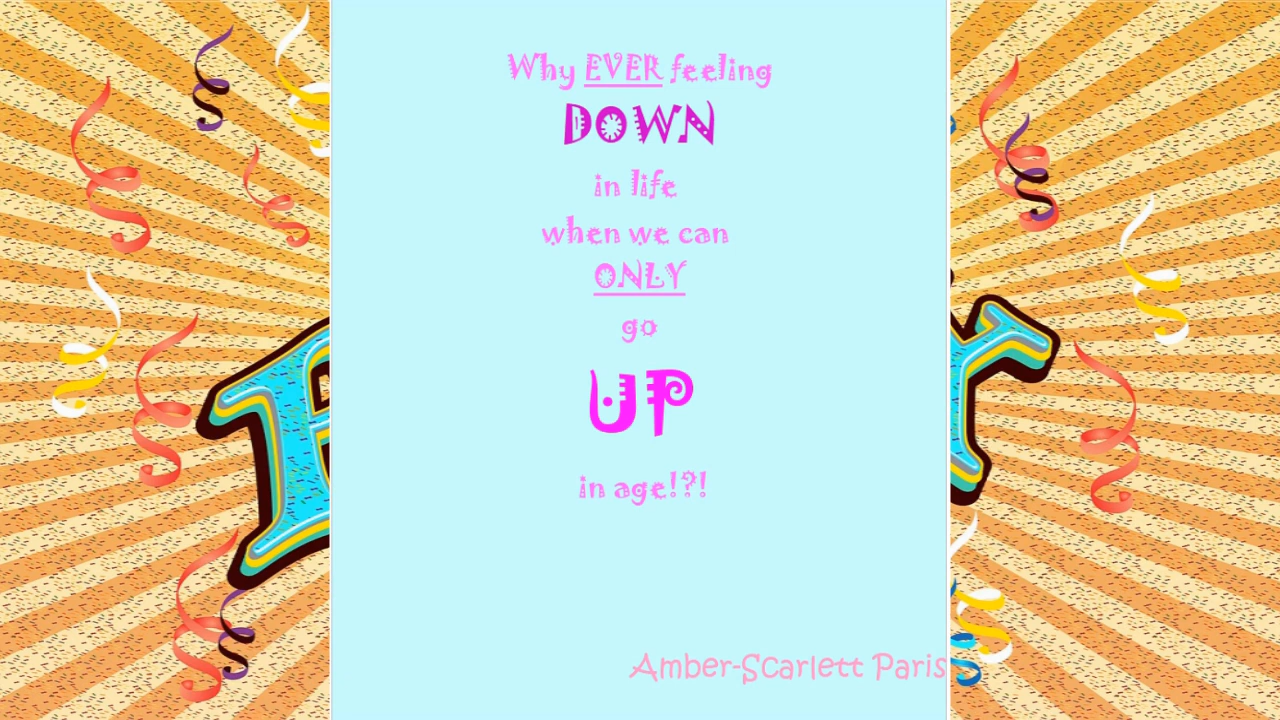 Why EVER feeling
DOWN
in life
when we can
ONLY
go
UP
in age!?!
Y
Amber-Scarlett Paris